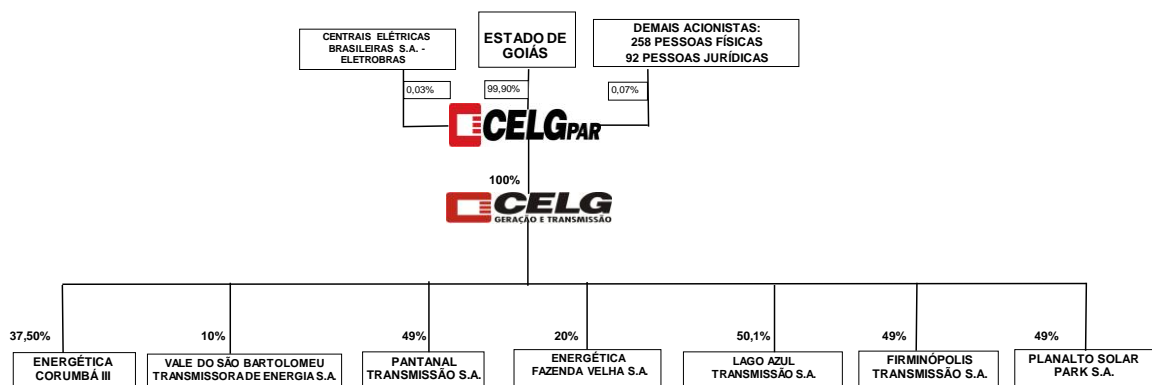 CENTRAIS ELÉTRICAS
BRASILEIRAS S.A. -
ELETROBRAS
ESTADO DE
GOIÁS
DEMAIS ACIONISTAS:
258 PESSOAS FÍSICAS
92 PESSOAS JURÍDICAS
0,03%
99,90%
0,07%
CELGPAR
100%
CELG
GERAÇÃO E TRANSMISSÃO
37,50%
10%
49%
20%
50,1%
49%
49%
ENERGÉTICA
CORUMBÁ III
VALE DO SÃO BARTOLOMEU
TRANSMISSORA DE ENERGIA S.A.
PANTANAL
TRANSMISSÃO S.A.
ENERGÉTICA
FAZENDA VELHA S.A.
LAGO AZUL
TRANSMISSÃO S.A.
FIRMINÓPOLIS
TRANSMISSÃO S.A.
PLANALTO SOLAR
PARK S.A.